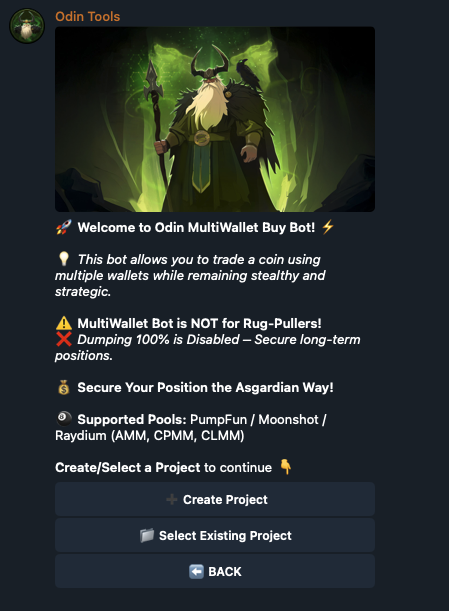 Odin Tools
🚀 Welcome to Odin MultiWallet Buy Bot! ⚡
💡 This bot allows you to trade a coin using
multiple wallets while remaining stealthy and
strategic.
⚠️ MultiWallet Bot is NOT for Rug-Pullers!
❌ Dumping 100% is Disabled – Secure long-term
positions.
💰 Secure Your Position the Asgardian Way!
🎱 Supported Pools: PumpFun / Moonshot /
Raydium (AMM, CPMM, CLMM)
Create/Select a Project to continue 👇
➕ Create Project
📁 Select Existing Project
⬅️ BACK